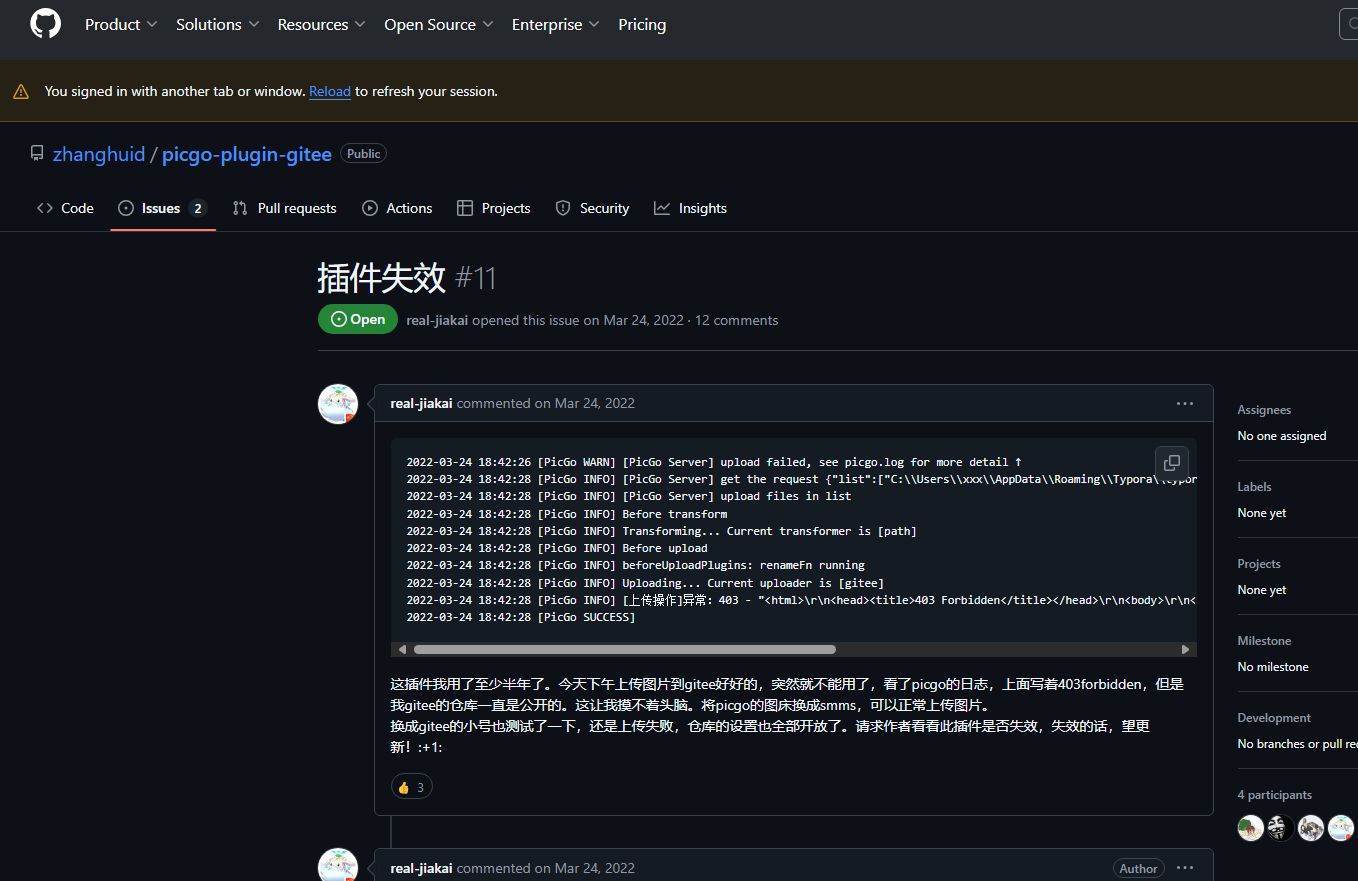 Product Solutions Resources Open Source Enterprise Pricing
You signed in with another tab or window. Reload to refresh your session.
zhanghuid / picgo-plugin-gitee Public
Code Issues 2 Pull requests Actions Projects Security Insights
插件失效 #11
Open real-jiakai opened this issue on Mar 24, 2022 · 12 comments
real-jiakai commented on Mar 24, 2022
2022-03-24 18:42:26 [PicGo WARN] [PicGo Server] upload failed, see picgo.log for more detail ↑
2022-03-24 18:42:28 [PicGo INFO] [PicGo Server] get the request {"list":["C:\\Users\\xxx\\AppData\\Roaming\\Typora\\typor
2022-03-24 18:42:28 [PicGo INFO] [PicGo Server] upload files in list
2022-03-24 18:42:28 [PicGo INFO] Before transform
2022-03-24 18:42:28 [PicGo INFO] Transforming... Current transformer is [path]
2022-03-24 18:42:28 [PicGo INFO] Before upload
2022-03-24 18:42:28 [PicGo INFO] beforeUploadPlugins: renameFn running
2022-03-24 18:42:28 [PicGo INFO] Uploading... Current uploader is [gitee]
2022-03-24 18:42:28 [PicGo INFO] [上传操作]异常：403 - "<html>\r\n<head><title>403 Forbidden</title></head>\r\n<body>\r\n<
2022-03-24 18:42:28 [PicGo SUCCESS]
这插件我用了至少半年了。今天下午上传图片到gitee好好的，突然就不能用了，看了picgo的日志，上面写着403forbidden，但是
我gitee的仓库一直是公开的。这让我摸不着头脑。将picgo的图床换成smms，可以正常上传图片。
换成gitee的小号也测试了一下，还是上传失败，仓库的设置也全部开放了。请求作者看看此插件是否失效，失效的话，望更
新！:+1:
👍 3
real-jiakai commented on Mar 24, 2022 Author
Assignees
No one assigned
Labels
None yet
Projects
None yet
Milestone
No milestone
Development
No branches or pull rec
4 participants